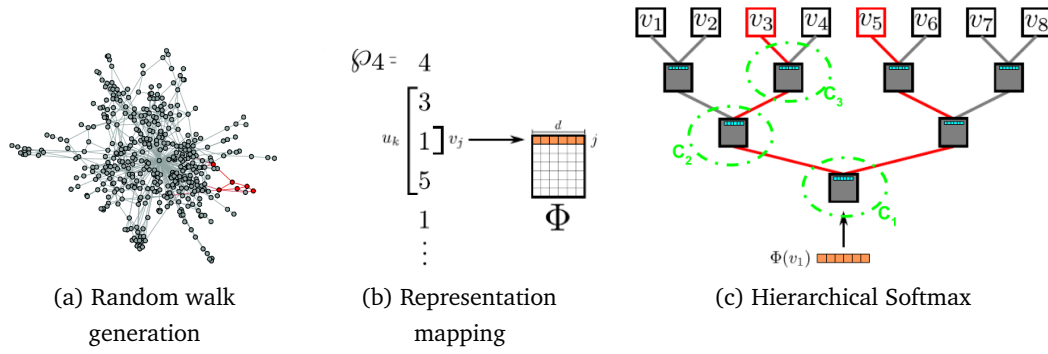 v1 v2 v3 v4 v5 v6 v7 v8
℘4 = 4
3
u_k 1 v_j
5
1
⋮
d
j
Φ
C3
C2
C1
Φ(v1)
(a) Random walk
generation
(b) Representation
mapping
(c) Hierarchical Softmax